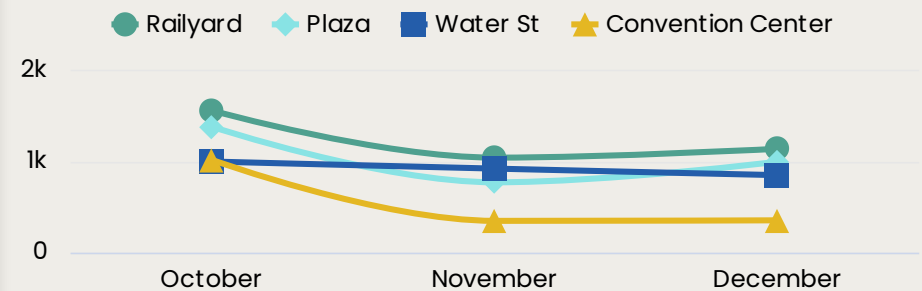 Railyard Plaza Water St Convention Center
2k
1k
0
October November December